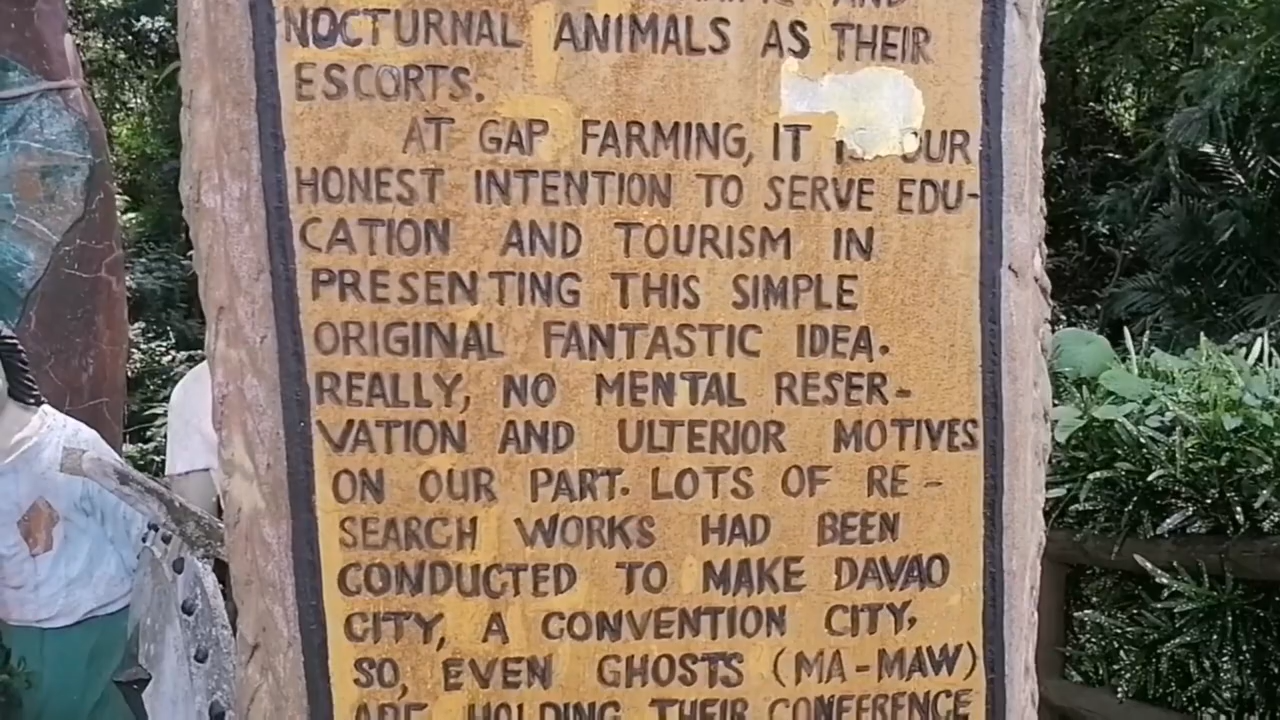 AND
NOCTURNAL ANIMALS AS THEIR
ESCORTS.
AT GAP FARMING, IT OUR
HONEST INTENTION TO SERVE EDU-
CATION AND TOURISM IN
PRESENTING THIS SIMPLE
ORIGINAL FANTASTIC IDEA.
REALLY, NO MENTAL RESER-
VATION AND ULTERIOR MOTIVES
ON OUR PART. LOTS OF RE-
SEARCH WORKS HAD BEEN
CONDUCTED TO MAKE DAVAO
CITY, A CONVENTION CITY,
SO, EVEN GHOSTS (MA-MAW)
ARE HOLDING THEIR CONFERENCE